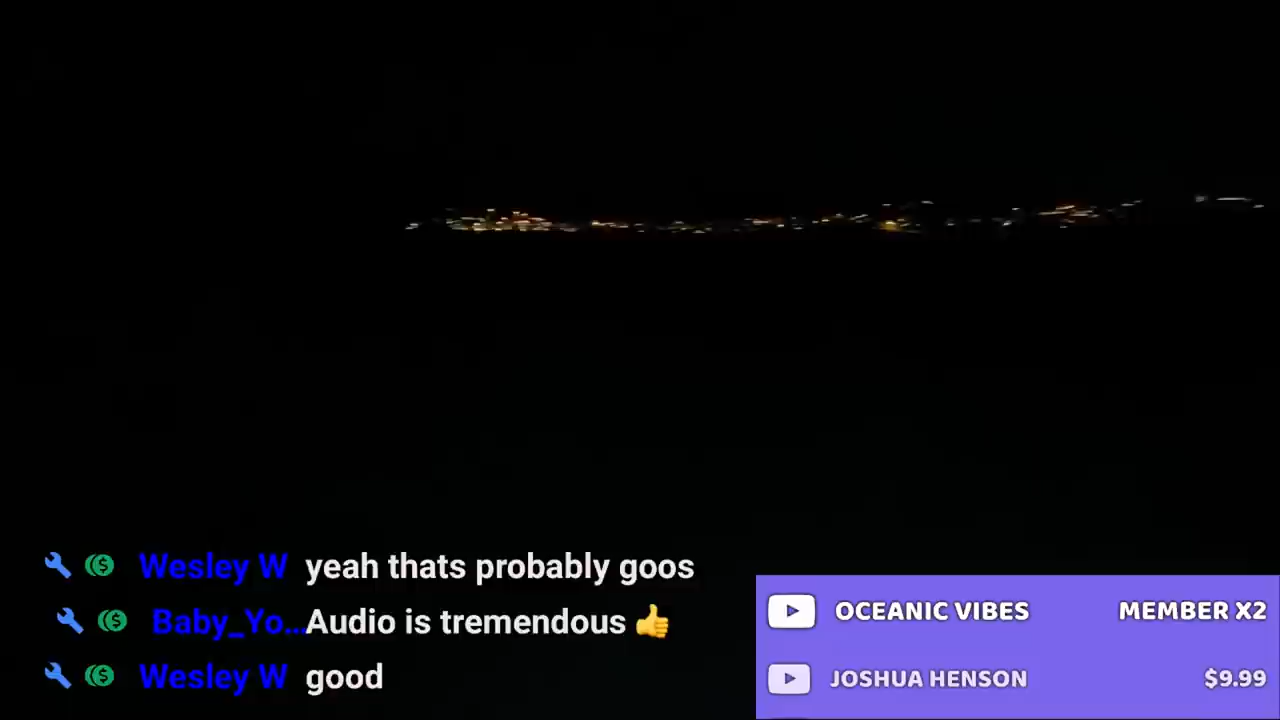 Wesley W yeah thats probably goos
Baby_Yo... Audio is tremendous 👍
Wesley W good
OCEANIC VIBES MEMBER X2
JOSHUA HENSON $9.99